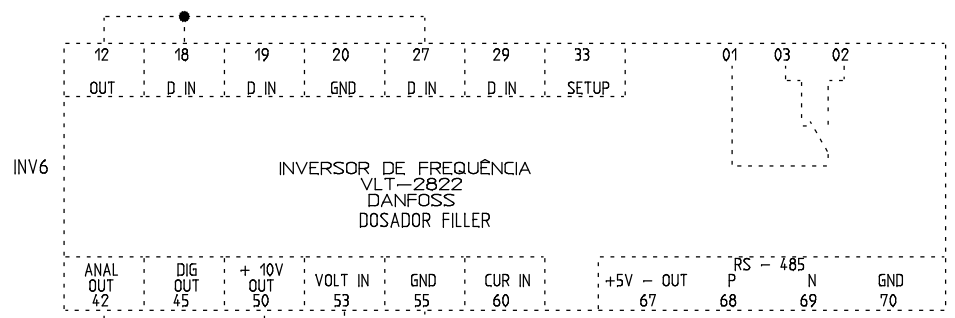 12 18 19 20 27 29 33 01 03 02
OUT D IN D IN GND D IN D IN SETUP
INV6
INVERSOR DE FREQUÊNCIA
VLT-2822
DANFOSS
DOSADOR FILLER
RS - 485
ANAL DIG + 10V
OUT OUT OUT VOLT IN GND CUR IN +5V - OUT P N GND
42 45 50 53 55 60 67 68 69 70